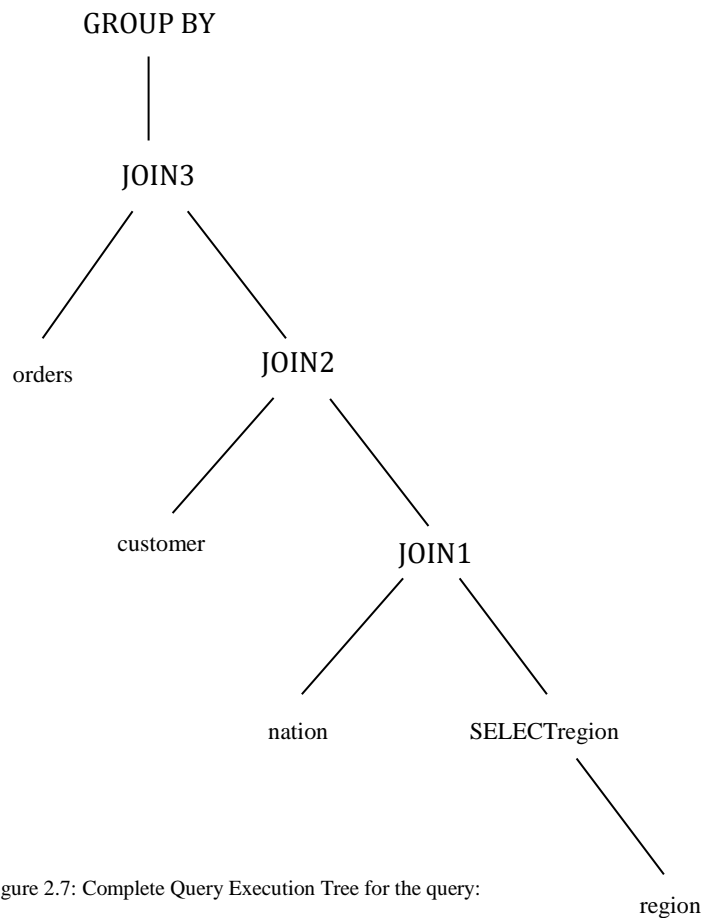 GROUP BY
JOIN3
orders
JOIN2
customer
JOIN1
nation
SELECTregion
gure 2.7: Complete Query Execution Tree for the query:
region